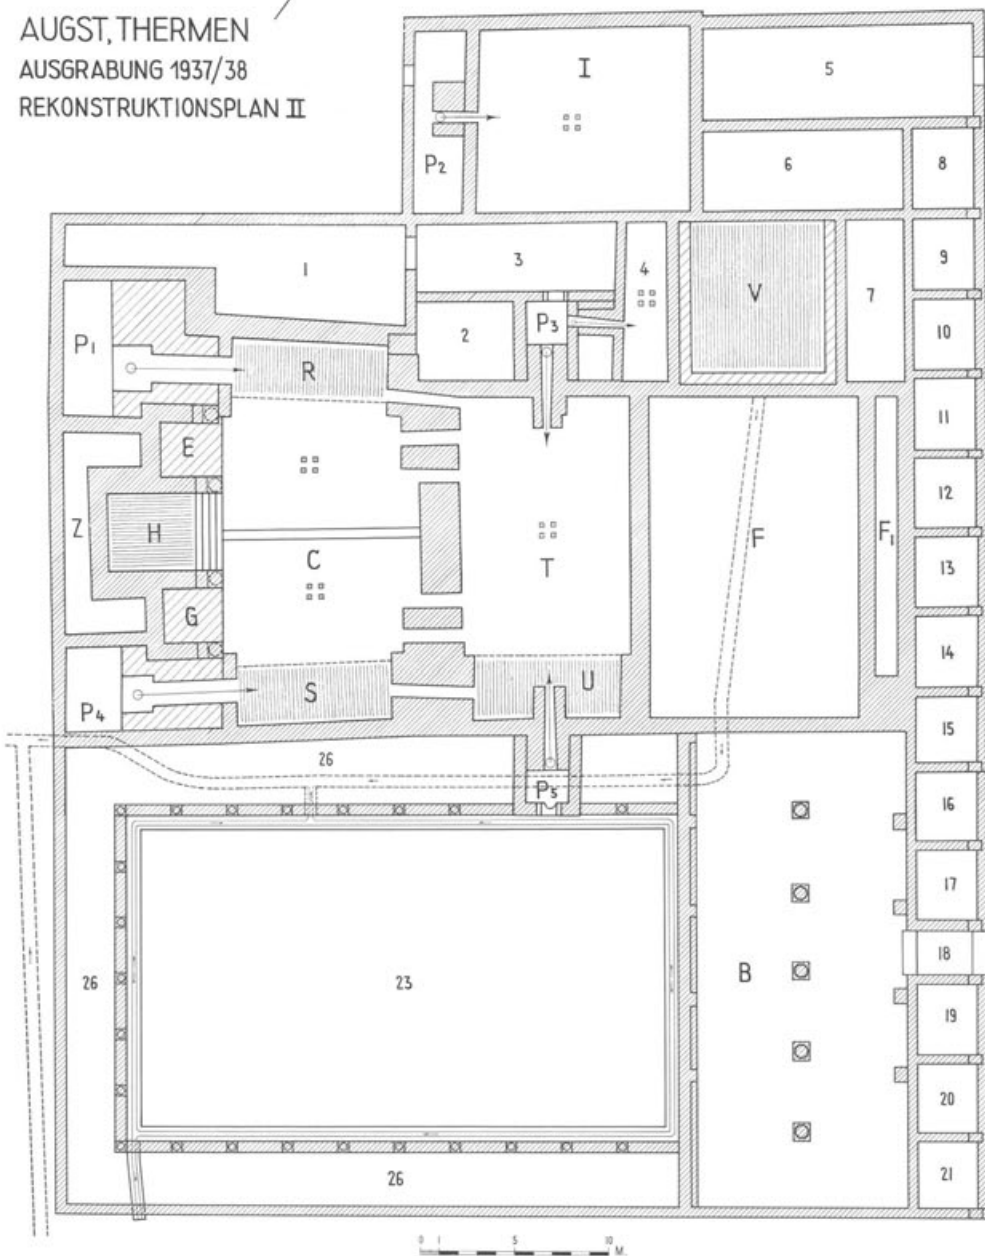 AUGST, THERMEN
AUSGRABUNG 1937/38
REKONSTRUKTIONSPLAN II
I
5
P2
6
8
1
3
4
V
7
9
2
P3
10
P1
R
11
E
12
Z
H
C
T
F
F1
13
G
14
S
U
P4
15
26
P5
16
17
26
23
B
18
19
20
26
21
0 1 5 10 M.